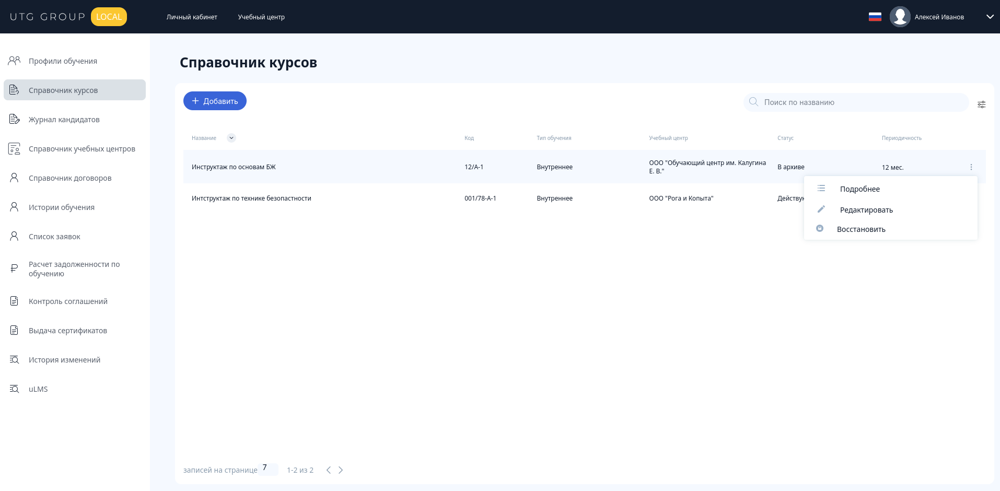 UTG GROUP LOCAL
Личный кабинет
Учебный центр
Алексей Иванов
Профили обучения
Справочник курсов
Журнал кандидатов
Справочник учебных центров
Справочник договоров
Истории обучения
Список заявок
Расчет задолженности по
обучению
Контроль соглашений
Выдача сертификатов
История изменений
uLMS
Справочник курсов
Добавить
Поиск по названию
Название Код Тип обучения Учебный центр Статус Периодичность
Инструктаж по основам БЖ 12/А-1 Внутреннее ООО "Обучающий центр им. Калугина
Е. В." В архиве 12 мес.
Интструктаж по технике безопастности 001/78-А-1 Внутреннее ООО "Рога и Копыта"
Подробнее
Редактировать
Восстановить
записей на странице 7 1-2 из 2